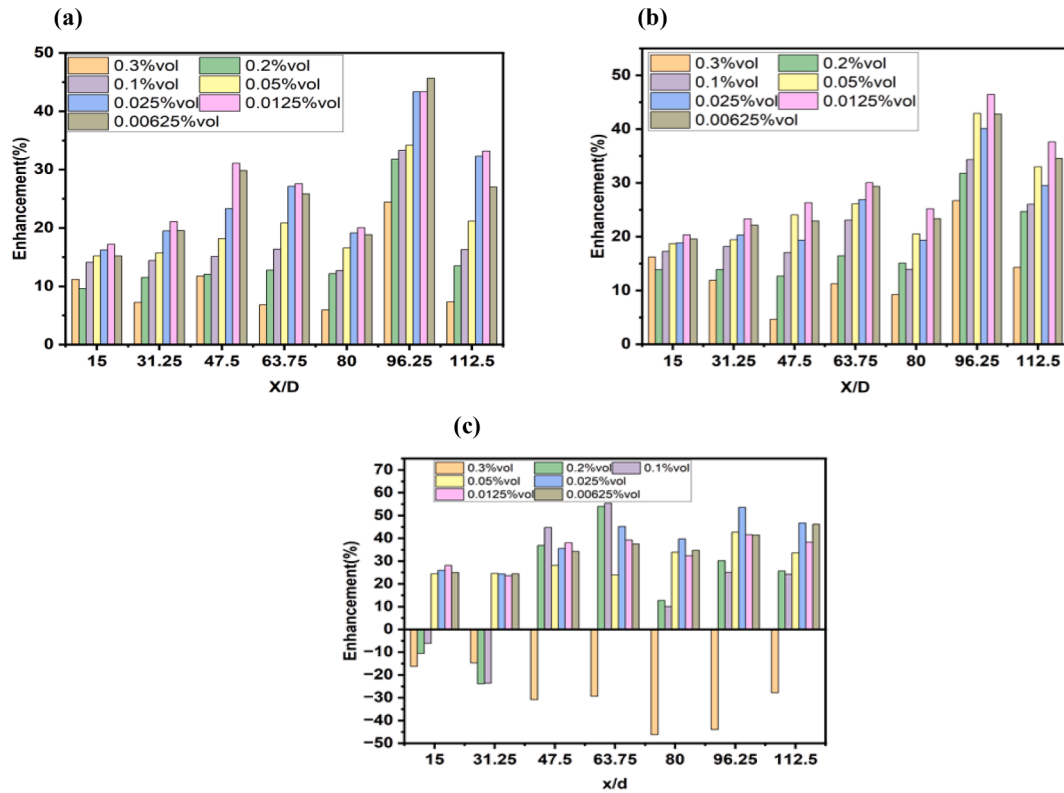 (a)
50
40
30
20
10
0
Enhancement(%)
0.3%vol 0.2%vol
0.1%vol 0.05%vol
0.025%vol 0.0125%vol
0.00625%vol
15 31.25 47.5 63.75 80 96.25 112.5
X/D
(b)
50
40
30
20
10
0
Enhancement(%)
0.3%vol 0.2%vol
0.1%vol 0.05%vol
0.025%vol 0.0125%vol
0.00625%vol
15 31.25 47.5 63.75 80 96.25 112.5
X/D
(c)
70
60
50
40
30
20
10
0
−10
−20
−30
−40
−50
Enhancement(%)
0.3%vol 0.2%vol 0.1%vol
0.05%vol 0.025%vol
0.0125%vol 0.00625%vol
15 31.25 47.5 63.75 80 96.25 112.5
x/d